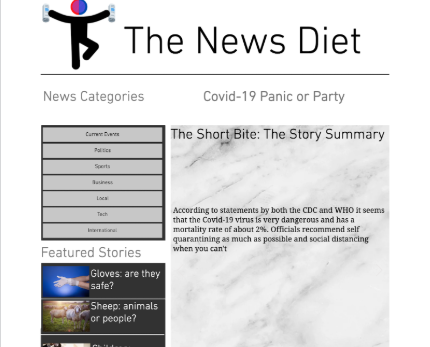 The News Diet
News Categories
Covid-19 Panic or Party
Current Events
Politics
Sports
Business
Local
Tech
International
The Short Bite: The Story Summary
According to statements by both the CDC and WHO it seems
that the Covid-19 virus is very dangerous and has a
mortality rate of about 2%. Officials recommend self
quarantining as much as possible and social distancing
when you can't
Featured Stories
Gloves: are they
safe?
Sheep: animals
or people?